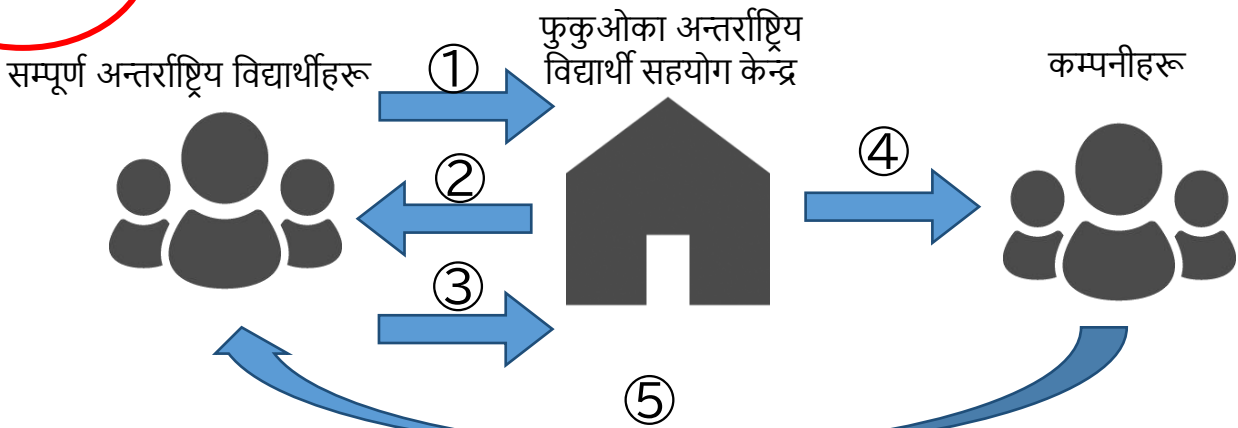 फुकुओका अन्तर्राष्ट्रिय
विद्यार्थी सहयोग केन्द्र
सम्पूर्ण अन्तर्राष्ट्रिय विद्यार्थीहरू
कम्पनीहरू
①
②
③
④
⑤